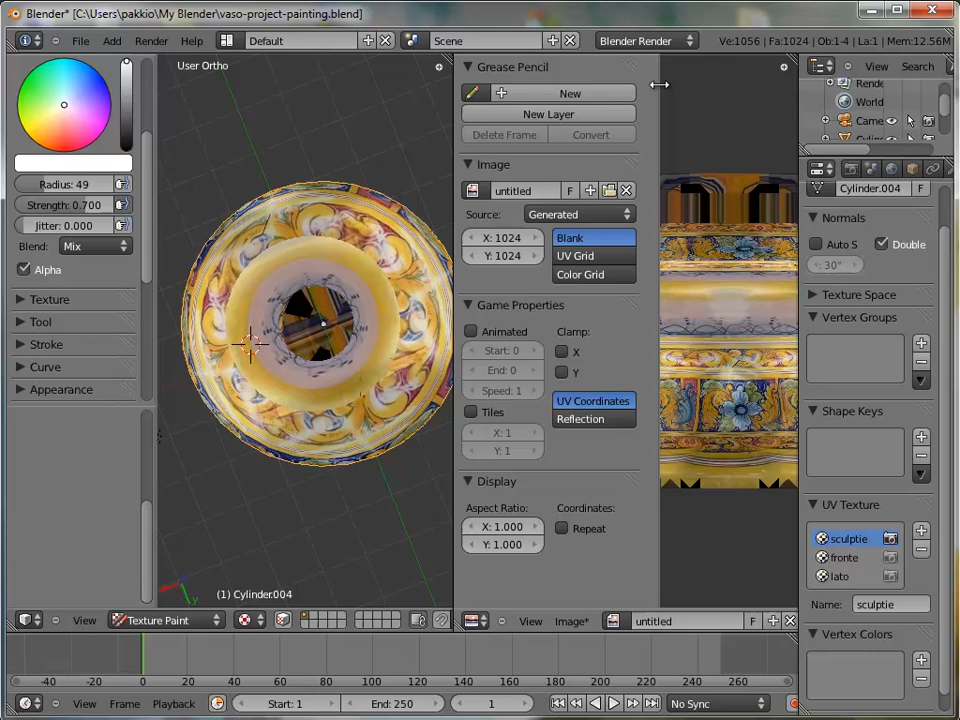 Blender* [C:\Users\pakkio\My Blender\vaso-project-painting.blend]
File Add Render Help Default Scene Blender Render Ve:1056 | Fa:1024 | Ob:1-4 | La:1 | Mem:12.56M
Radius: 49
Strength: 0.700
Jitter: 0.000
Blend: Mix
Alpha
Texture
Tool
Stroke
Curve
Appearance
User Ortho
(1) Cylinder.004
View Texture Paint
Grease Pencil
New
New Layer
Delete Frame Convert
Image
untitled F
Source: Generated
X: 1024 Blank
Y: 1024 UV Grid
Color Grid
Game Properties
Animated Clamp:
Start: 0 X
End: 0 Y
Speed: 1 UV Coordinates
Tiles Reflection
X: 1
Y: 1
Display
Aspect Ratio: Coordinates:
X: 1.000 Repeat
Y: 1.000
View Image* untitled F
View Search
World
Came
Cylinder.004 F
Normals
Auto S Double
30°
Texture Space
Vertex Groups
Shape Keys
UV Texture
sculptie
fronte
lato
Name: sculptie
Vertex Colors
-40 -20 0 20 40 60 80 100 120 140 160 180 200 220 240 260
View Frame Playback Start: 1 End: 250 1 No Sync